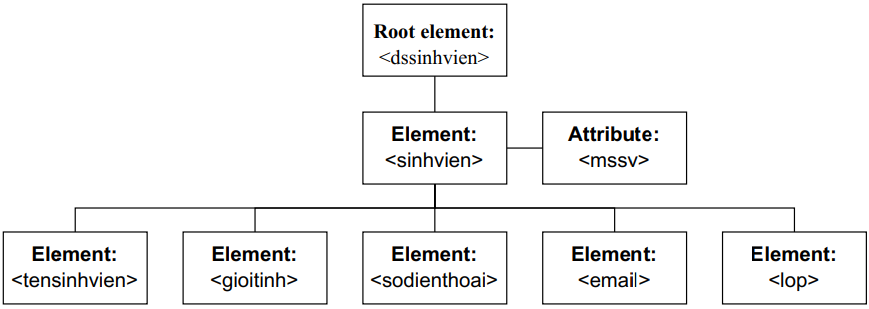 Root element:
<dssinhvien>
Element:
<sinhvien>
Attribute:
<mssv>
Element:
<tensinhvien>
Element:
<gioitinh>
Element:
<sodienthoai>
Element:
<email>
Element:
<lop>